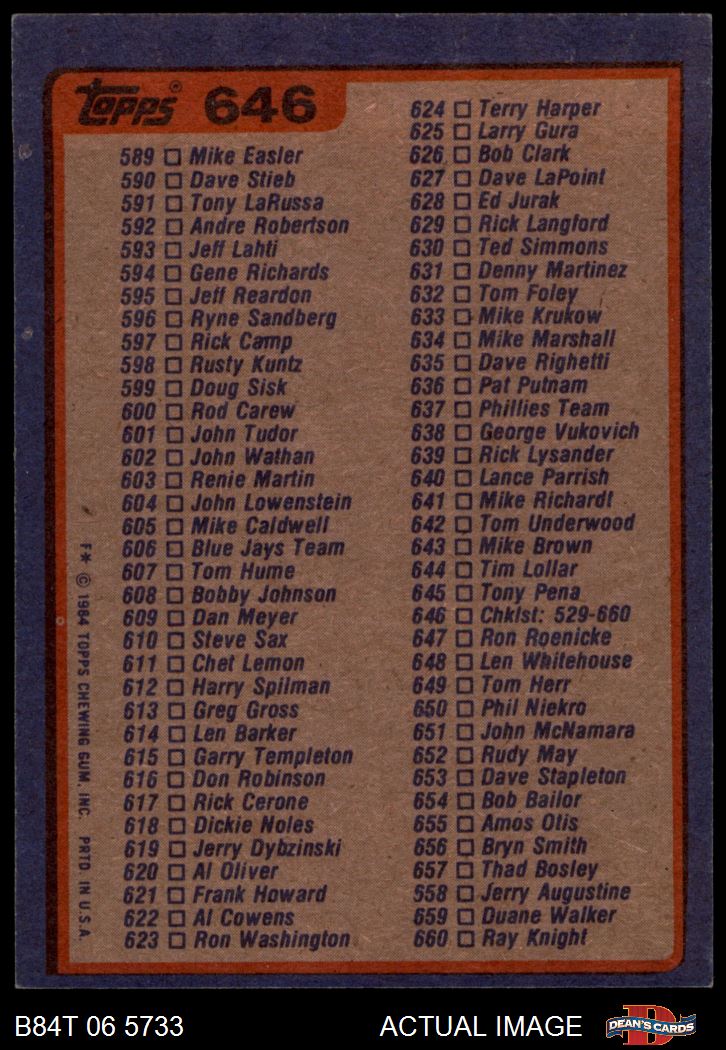 TOPPS® 646
589 Mike Easler
590 Dave Stieb
591 Tony LaRussa
592 Andre Robertson
593 Jeff Lahti
594 Gene Richards
595 Jeff Reardon
596 Ryne Sandberg
597 Rick Camp
598 Rusty Kuntz
599 Doug Sisk
600 Rod Carew
601 John Tudor
602 John Wathan
603 Renie Martin
604 John Lowenstein
605 Mike Caldwell
606 Blue Jays Team
607 Tom Hume
608 Bobby Johnson
609 Dan Meyer
610 Steve Sax
611 Chet Lemon
612 Harry Spilman
613 Greg Gross
614 Len Barker
615 Garry Templeton
616 Don Robinson
617 Rick Cerone
618 Dickie Noles
619 Jerry Dybzinski
620 Al Oliver
621 Frank Howard
622 Al Cowens
623 Ron Washington
624 Terry Harper
625 Larry Gura
626 Bob Clark
627 Dave LaPoint
628 Ed Jurak
629 Rick Langford
630 Ted Simmons
631 Denny Martinez
632 Tom Foley
633 Mike Krukow
634 Mike Marshall
635 Dave Righetti
636 Pat Putnam
637 Phillies Team
638 George Vukovich
639 Rick Lysander
640 Lance Parrish
641 Mike Richardt
642 Tom Underwood
643 Mike Brown
644 Tim Lollar
645 Tony Pena
646 Chklst: 529-660
647 Ron Roenicke
648 Len Whitehouse
649 Tom Herr
650 Phil Niekro
651 John McNamara
652 Rudy May
653 Dave Stapleton
654 Bob Bailor
655 Amos Otis
656 Bryn Smith
657 Thad Bosley
558 Jerry Augustine
659 Duane Walker
660 Ray Knight
F* © 1984 TOPPS CHEWING GUM, INC. PRTD. IN U.S.A.
B84T 06 5733
ACTUAL IMAGE
D
DEAN'S CARDS